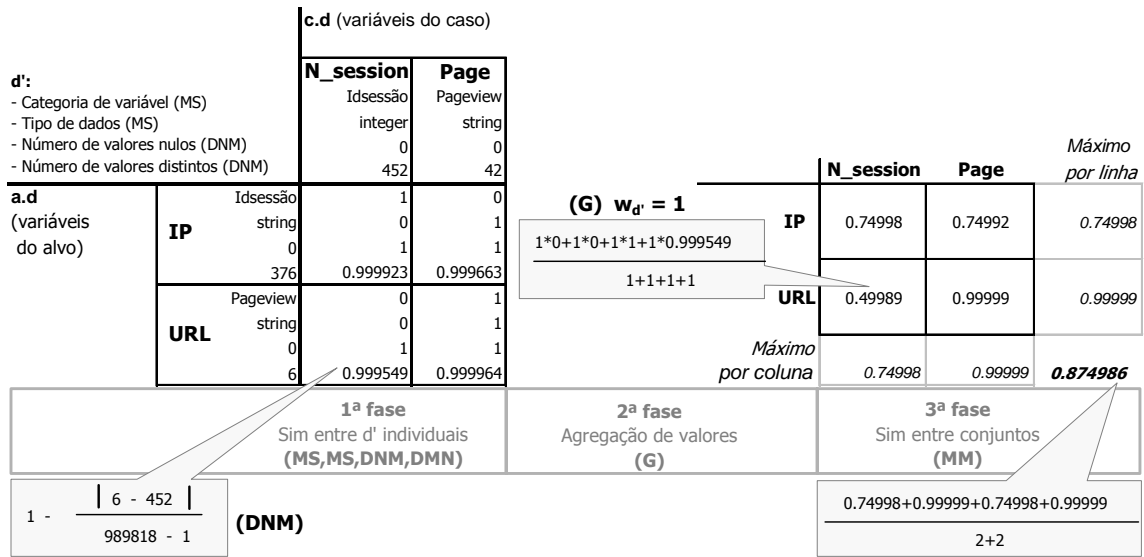 c.d (variáveis do caso)
d':
- Categoria de variável (MS)
- Tipo de dados (MS)
- Número de valores nulos (DNM)
- Número de valores distintos (DNM)
N_session Page
Idsessão Pageview
integer string
0 0
452 42
a.d
(variáveis
do alvo)
IP
Idsessão 1 0
string 0 1
0 1 1
376 0.999923 0.999663
URL
Pageview 0 1
string 0 1
0 1 1
6 0.999549 0.999964
(G) wd' = 1
1*0+1*0+1*1+1*0.999549
1+1+1+1
Máximo
por linha
N_session Page
IP 0.74998 0.74992 0.74998
URL 0.49989 0.99999 0.99999
Máximo
por coluna 0.74998 0.99999 0.874986
1ª fase
Sim entre d' individuais
(MS,MS,DNM,DMN)
2ª fase
Agregação de valores
(G)
3ª fase
Sim entre conjuntos
(MM)
1 - | 6 - 452 |
989818 - 1
(DNM)
0.74998+0.99999+0.74998+0.99999
2+2